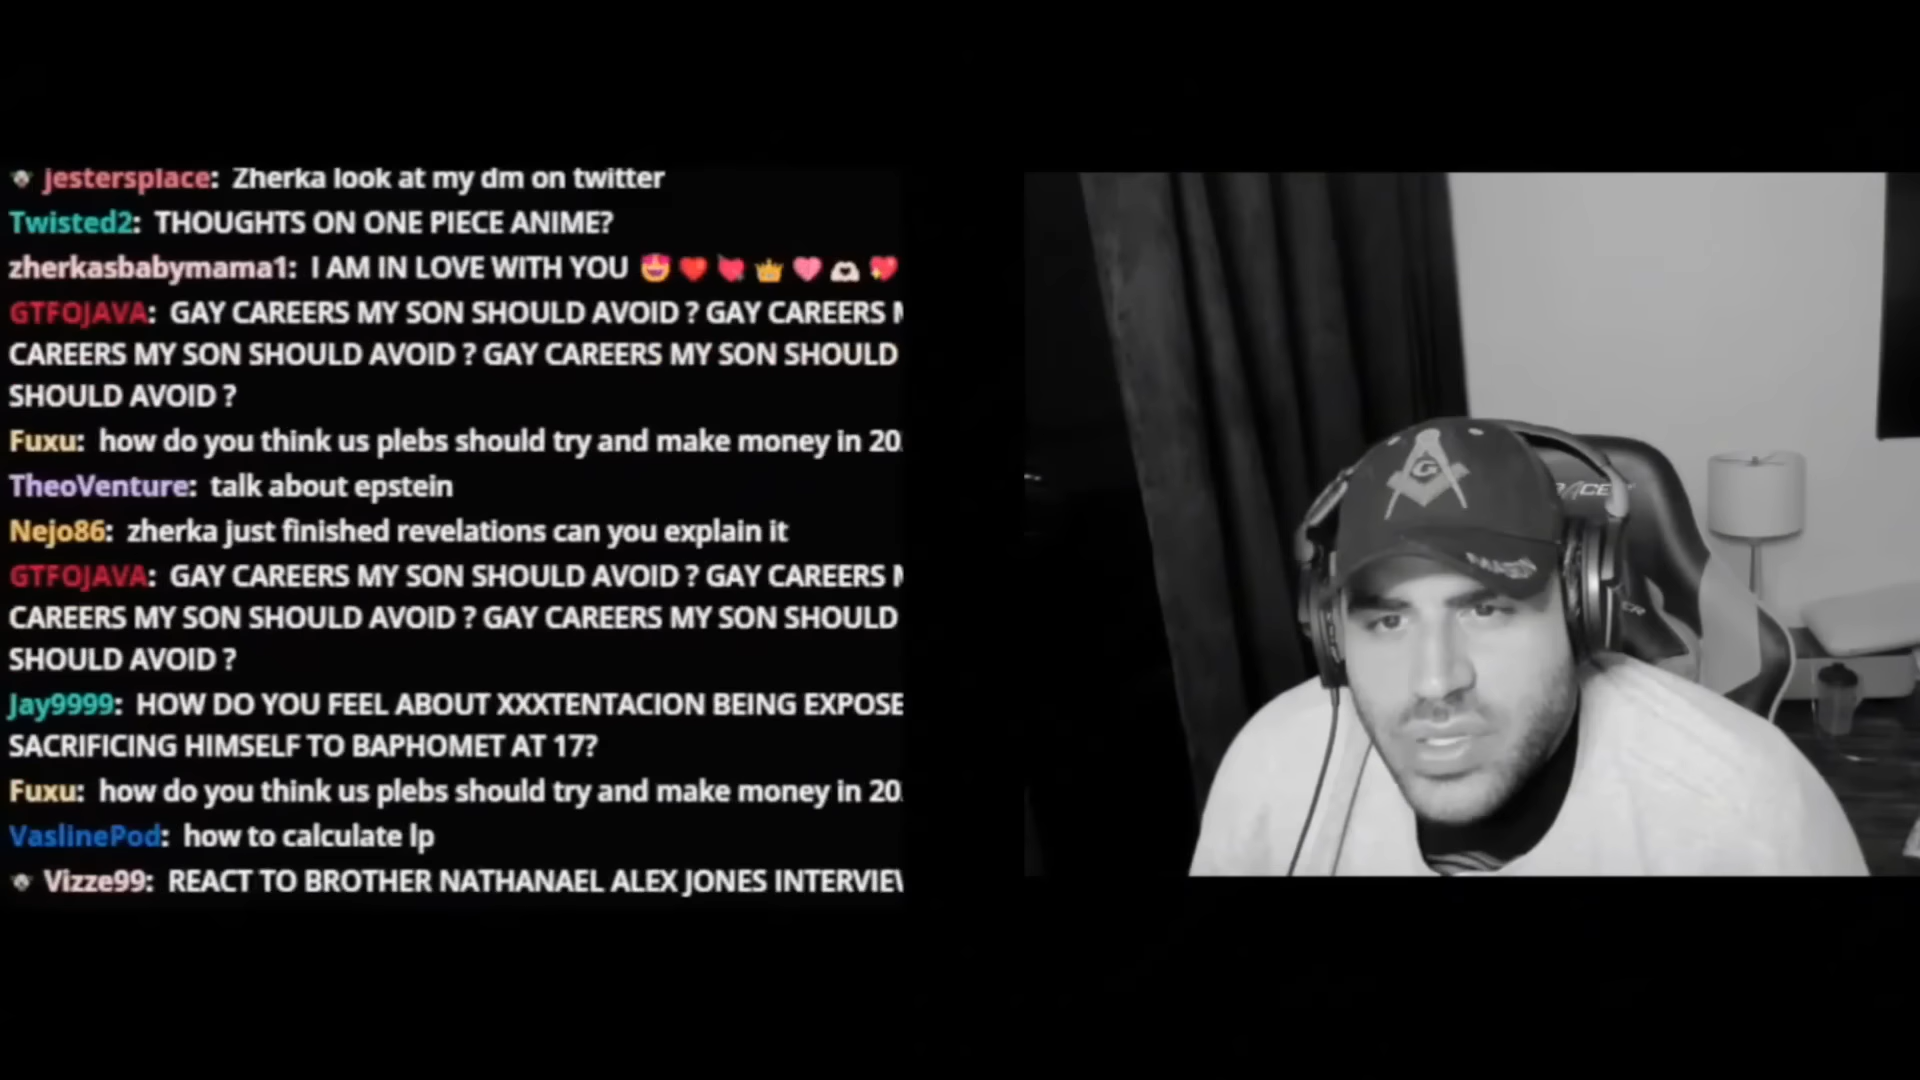 jestersplace: Zherka look at my dm on twitter
Twisted2: THOUGHTS ON ONE PIECE ANIME?
zherkasbabymama1: I AM IN LOVE WITH YOU 😍❤️💘👑🩷🫶💖
GTFOJAVA: GAY CAREERS MY SON SHOULD AVOID ? GAY CAREERS
CAREERS MY SON SHOULD AVOID ? GAY CAREERS MY SON SHOULD
SHOULD AVOID ?
Fuxu: how do you think us plebs should try and make money in 20
TheoVenture: talk about epstein
Nejo86: zherka just finished revelations can you explain it
GTFOJAVA: GAY CAREERS MY SON SHOULD AVOID ? GAY CAREERS
CAREERS MY SON SHOULD AVOID ? GAY CAREERS MY SON SHOULD
SHOULD AVOID ?
Jay9999: HOW DO YOU FEEL ABOUT XXXTENTACION BEING EXPOSE
SACRIFICING HIMSELF TO BAPHOMET AT 17?
Fuxu: how do you think us plebs should try and make money in 20
VaslinePod: how to calculate lp
Vizze99: REACT TO BROTHER NATHANAEL ALEX JONES INTERVIEW
G